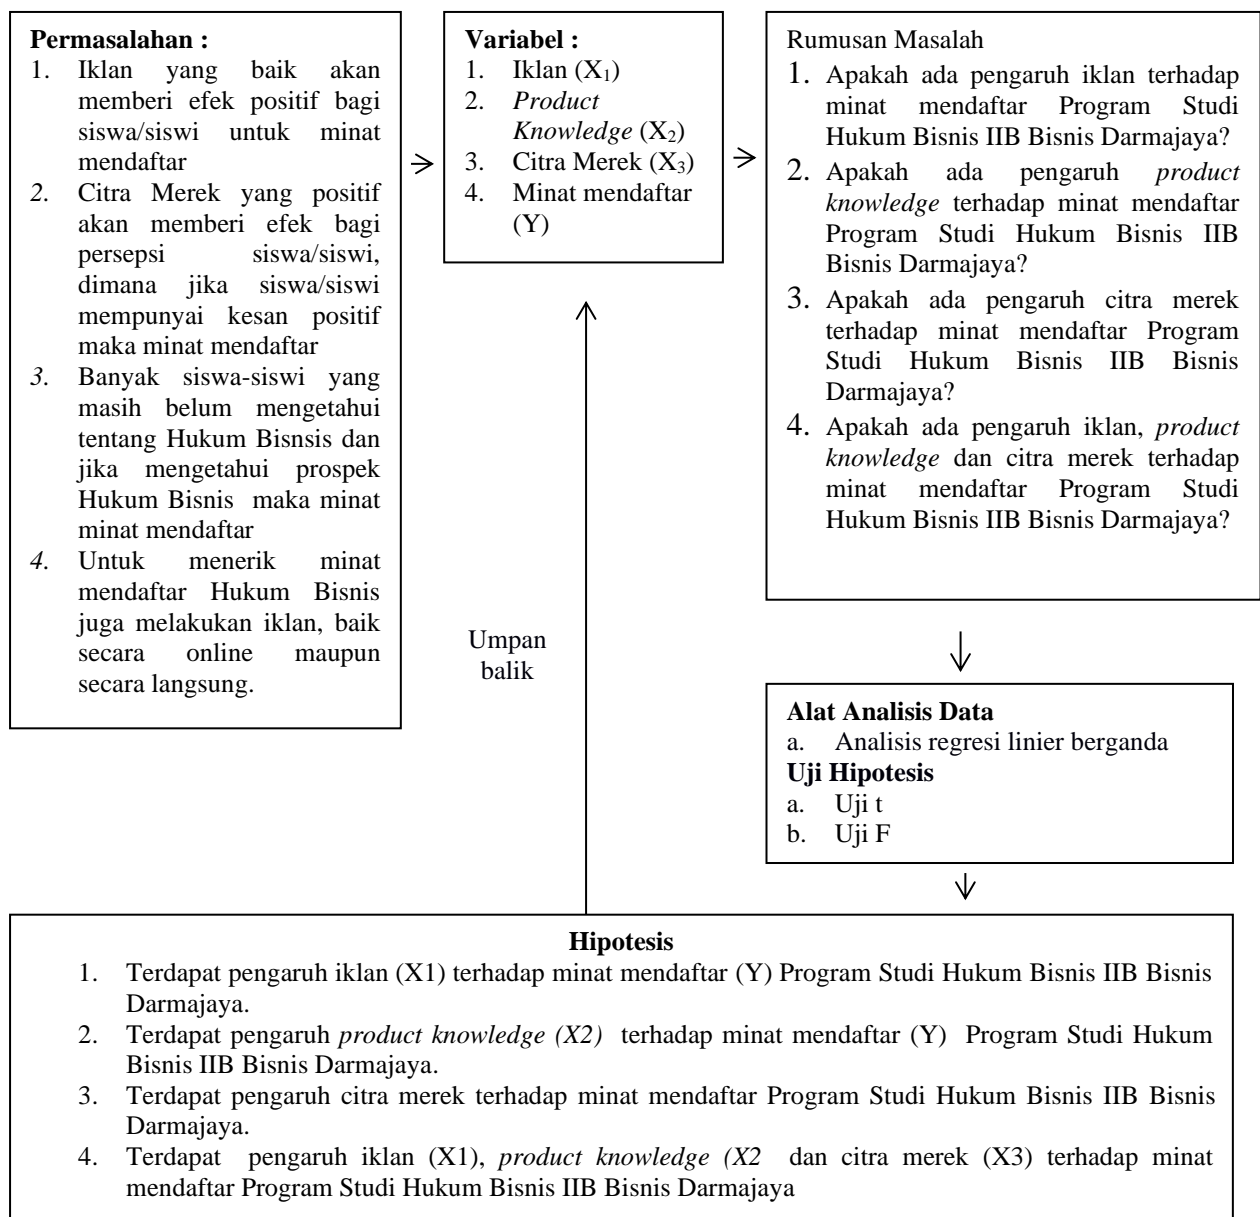 Permasalahan :
1. Iklan yang baik akan
memberi efek positif bagi
siswa/siswi untuk minat
mendaftar
2. Citra Merek yang positif
akan memberi efek bagi
persepsi siswa/siswi,
dimana jika siswa/siswi
mempunyai kesan positif
maka minat mendaftar
3. Banyak siswa-siswi yang
masih belum mengetahui
tentang Hukum Bisnsis dan
jika mengetahui prospek
Hukum Bisnis maka minat
minat mendaftar
4. Untuk menerik minat
mendaftar Hukum Bisnis
juga melakukan iklan, baik
secara online maupun
secara langsung.
Variabel :
1. Iklan (X₁)
2. Product
Knowledge (X₂)
3. Citra Merek (X₃)
4. Minat mendaftar
(Y)
Rumusan Masalah
1. Apakah ada pengaruh iklan terhadap
minat mendaftar Program Studi
Hukum Bisnis IIB Bisnis Darmajaya?
2. Apakah ada pengaruh product
knowledge terhadap minat mendaftar
Program Studi Hukum Bisnis IIB
Bisnis Darmajaya?
3. Apakah ada pengaruh citra merek
terhadap minat mendaftar Program
Studi Hukum Bisnis IIB Bisnis
Darmajaya?
4. Apakah ada pengaruh iklan, product
knowledge dan citra merek terhadap
minat mendaftar Program Studi
Hukum Bisnis IIB Bisnis Darmajaya?
Umpan
balik
Alat Analisis Data
a. Analisis regresi linier berganda
Uji Hipotesis
a. Uji t
b. Uji F
Hipotesis
1. Terdapat pengaruh iklan (X1) terhadap minat mendaftar (Y) Program Studi Hukum Bisnis IIB Bisnis
Darmajaya.
2. Terdapat pengaruh product knowledge (X2) terhadap minat mendaftar (Y) Program Studi Hukum
Bisnis IIB Bisnis Darmajaya.
3. Terdapat pengaruh citra merek terhadap minat mendaftar Program Studi Hukum Bisnis IIB Bisnis
Darmajaya.
4. Terdapat pengaruh iklan (X1), product knowledge (X2 dan citra merek (X3) terhadap minat
mendaftar Program Studi Hukum Bisnis IIB Bisnis Darmajaya